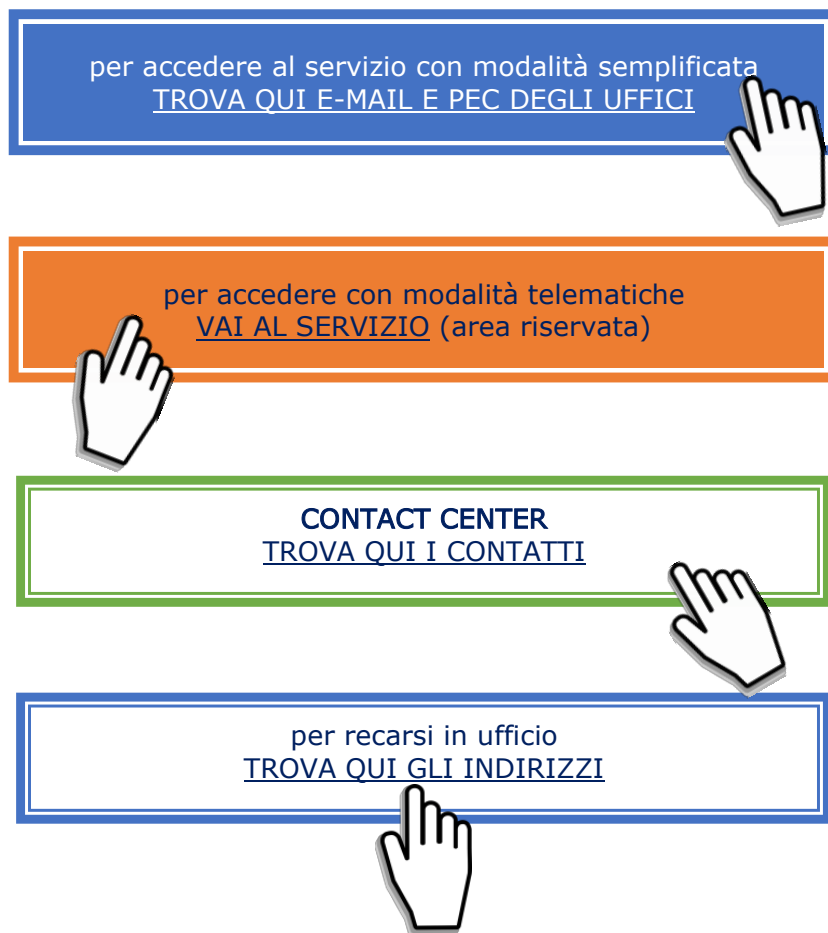 per accedere al servizio con modalità semplificata
TROVA QUI E-MAIL E PEC DEGLI UFFICI
per accedere con modalità telematiche
VAI AL SERVIZIO (area riservata)
CONTACT CENTER
TROVA QUI I CONTATTI
per recarsi in ufficio
TROVA QUI GLI INDIRIZZI